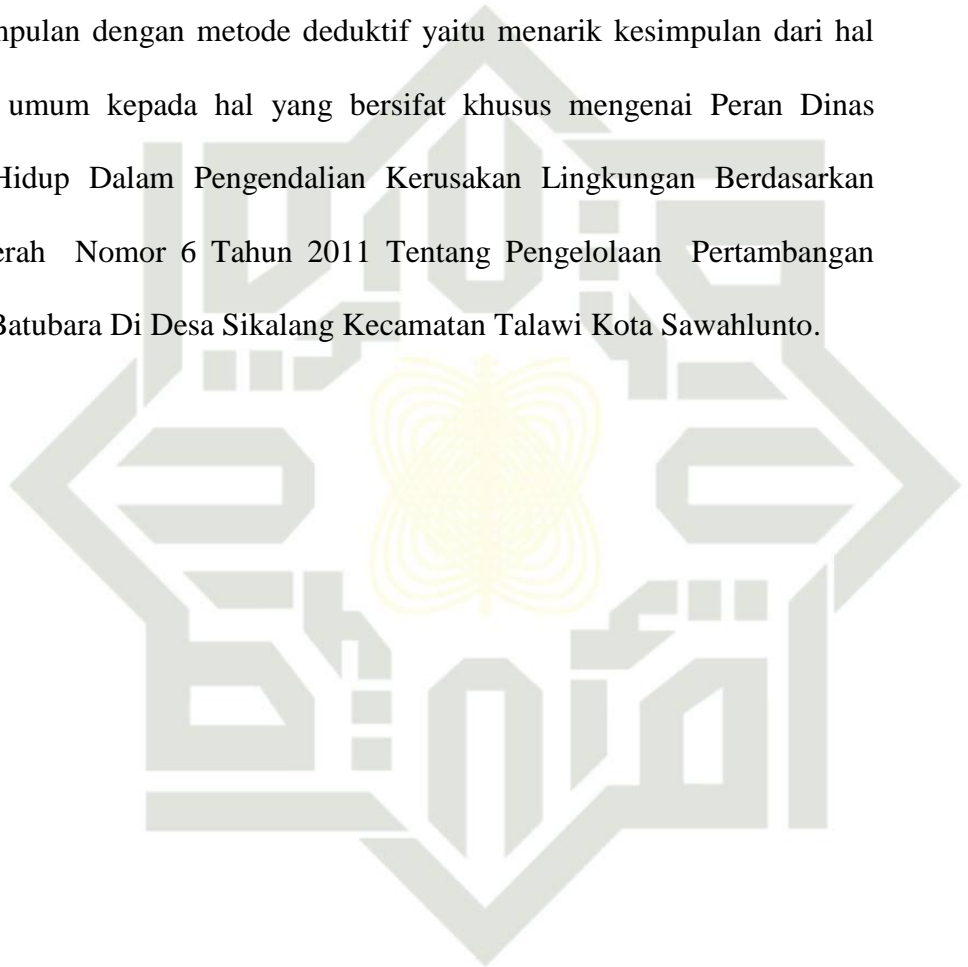 npulan dengan metode deduktif yaitu menarik kesimpulan dari hal
umum kepada hal yang bersifat khusus mengenai Peran Dinas
Hidup Dalam Pengendalian Kerusakan Lingkungan Berdasarkan
erah Nomor 6 Tahun 2011 Tentang Pengelolaan Pertambangan
Batubara Di Desa Sikalang Kecamatan Talawi Kota Sawahlunto.